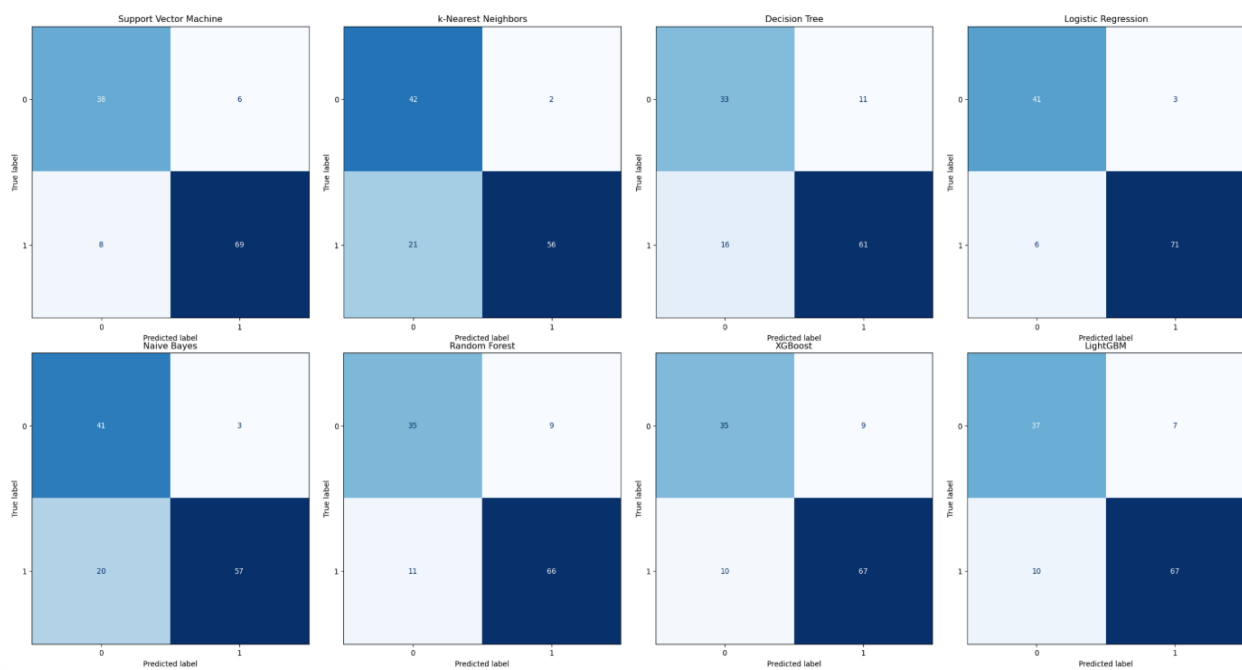 Support Vector Machine
True label
0
38
6
1
8
69
0
1
Predicted label
k-Nearest Neighbors
True label
0
42
2
1
21
56
0
1
Predicted label
Decision Tree
True label
0
33
11
1
16
61
0
1
Predicted label
Logistic Regression
True label
0
41
3
1
6
71
0
1
Predicted label
Naive Bayes
True label
0
41
3
1
20
57
0
1
Predicted label
Random Forest
True label
0
35
9
1
11
66
0
1
Predicted label
XGBoost
True label
0
35
9
1
10
67
0
1
Predicted label
LightGBM
True label
0
37
7
1
10
67
0
1
Predicted label